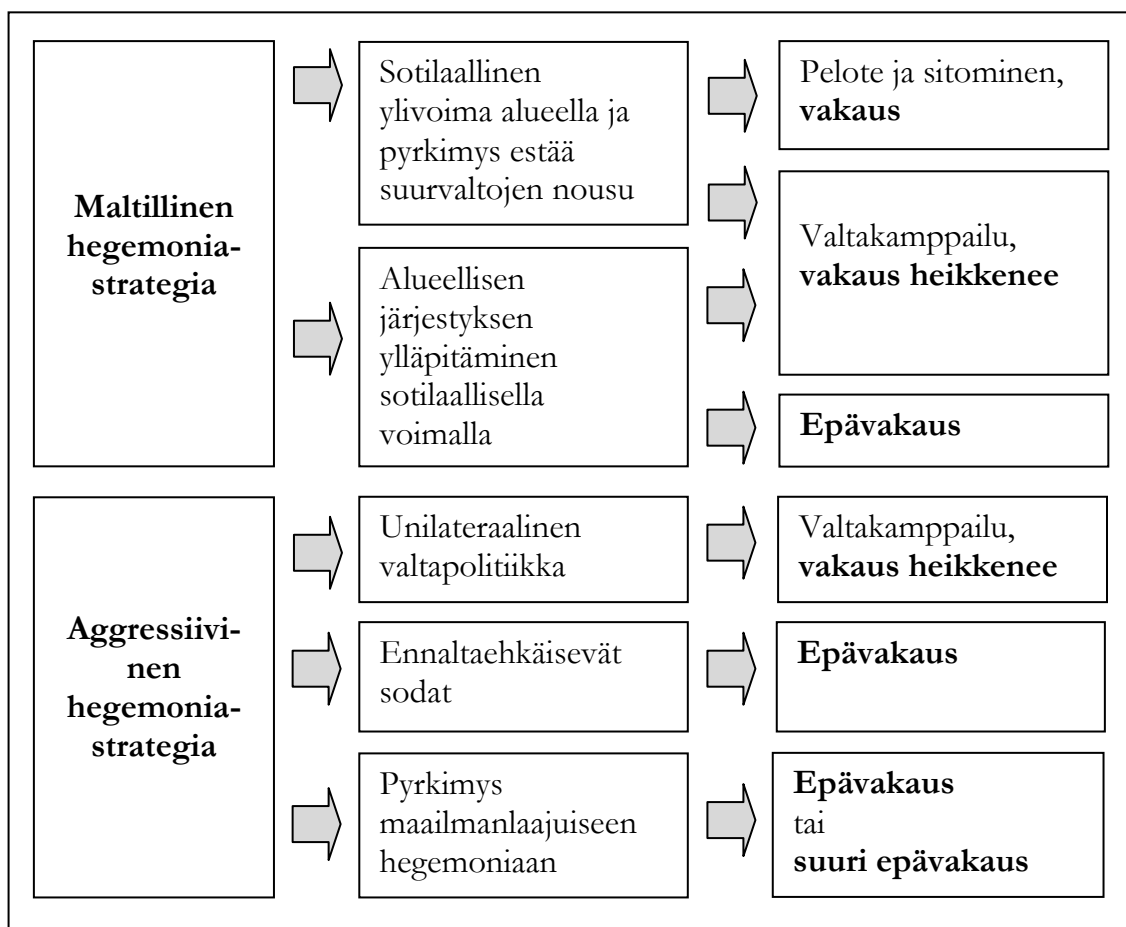 Maltillinen
hegemonia-
strategia
Sotilaallinen
ylivoima alueella ja
pyrkimys estää
suurvaltojen nousu
Pelote ja sitominen,
vakaus
Valtakamppailu,
vakaus heikkenee
Alueellisen
järjestyksen
ylläpitäminen
sotilaallisella
voimalla
Epävakaus
Aggressiivi-
nen
hegemonia-
strategia
Unilateraalinen
valtapolitiikka
Valtakamppailu,
vakaus heikkenee
Ennaltaehkäisevät
sodat
Epävakaus
Pyrkimys
maailmanlaajuiseen
hegemoniaan
Epävakaus
tai
suuri epävakaus